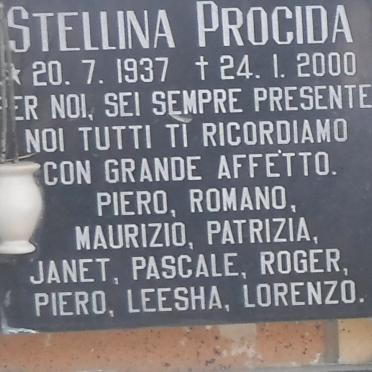 STELLINA PROCIDA
* 20. 7. 1937 † 24. 1. 2000
PER NOI, SEI SEMPRE PRESENTE
NOI TUTTI TI RICORDIAMO
CON GRANDE AFFETTO.
PIERO, ROMANO,
MAURIZIO, PATRIZIA,
JANET, PASCALE, ROGER,
PIERO, LEESHA, LORENZO.